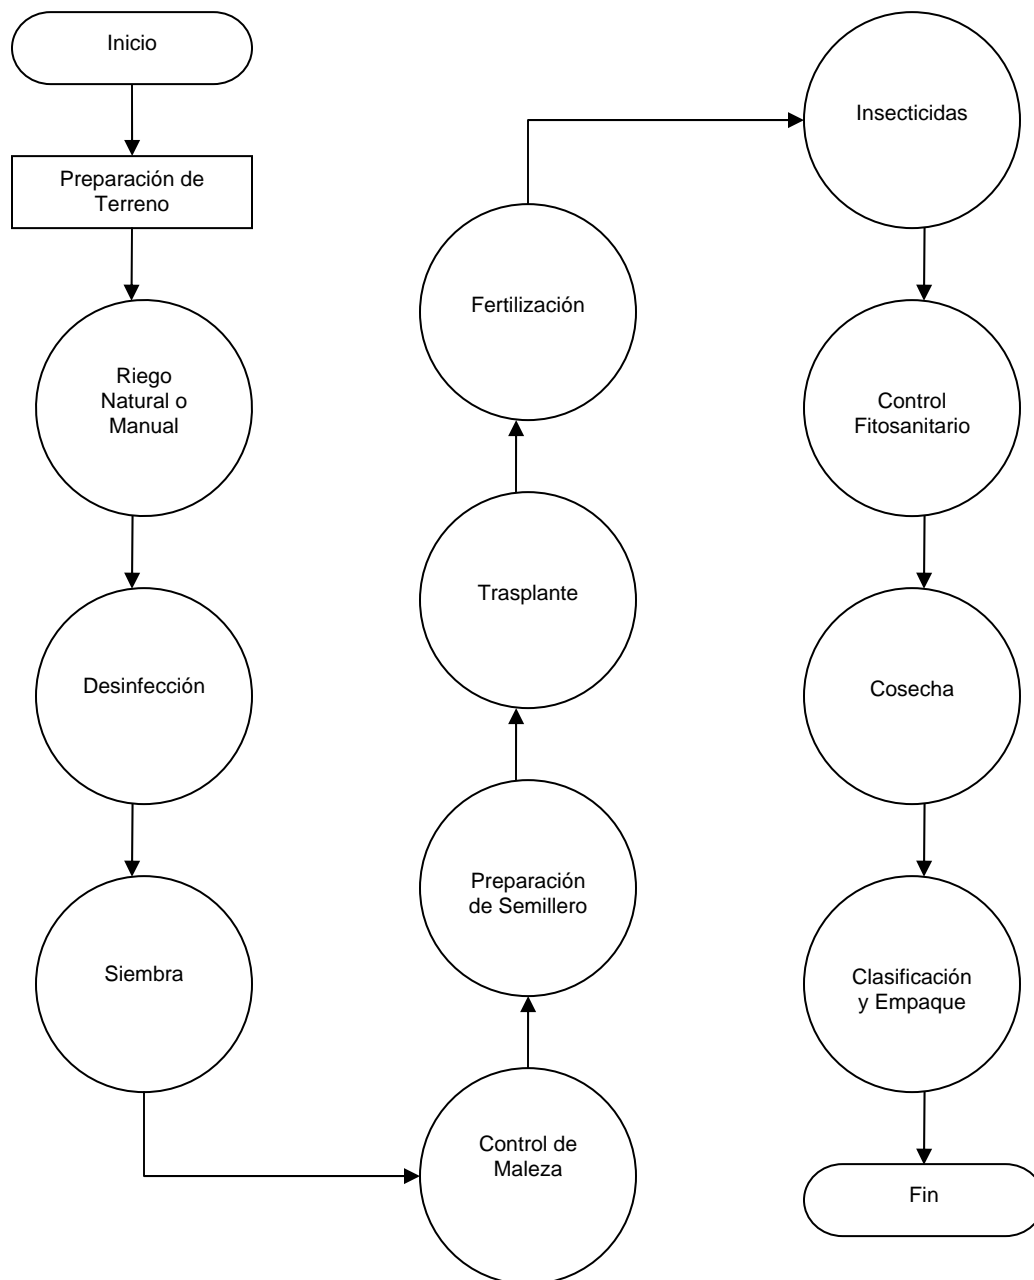 Inicio
Preparación de
Terreno
Riego
Natural o
Manual
Desinfección
Siembra
Control de
Maleza
Preparación
de Semillero
Trasplante
Fertilización
Insecticidas
Control
Fitosanitario
Cosecha
Clasificación
y Empaque
Fin